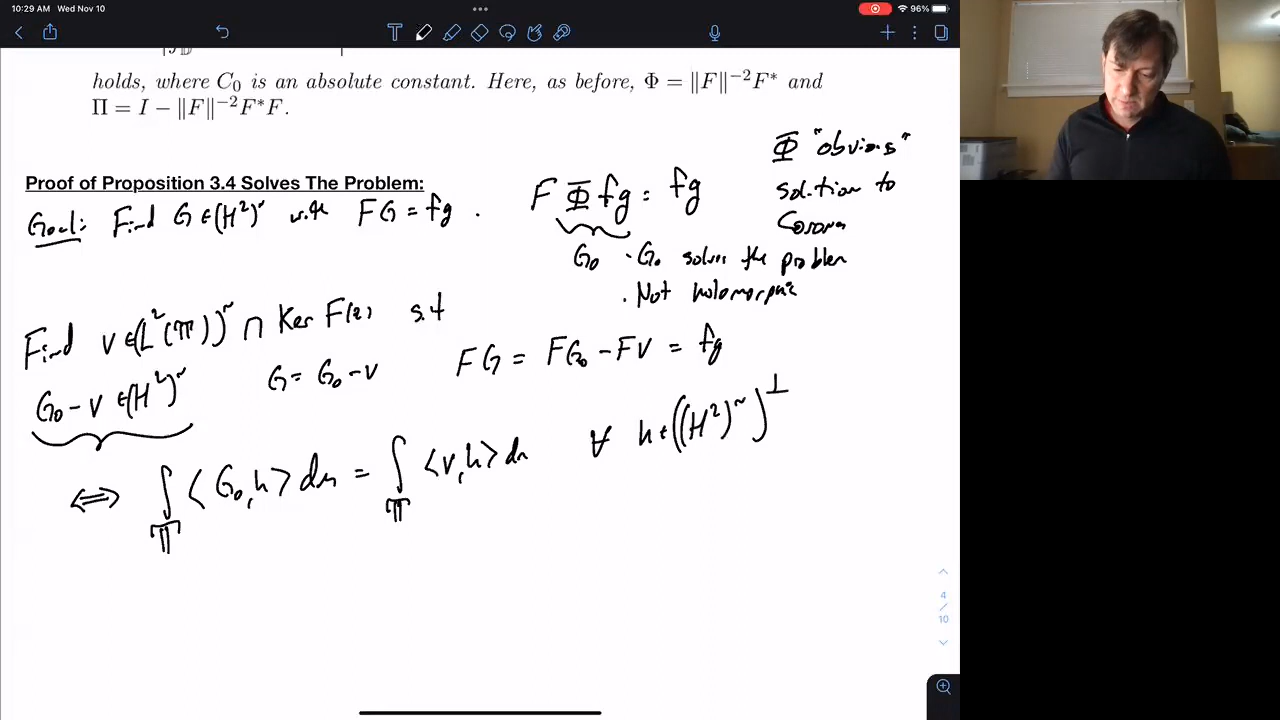 10:29 AM Wed Nov 10
96%
holds, where C₀ is an absolute constant. Here, as before, Φ = ‖F‖⁻²F* and
Π = I − ‖F‖⁻²F*F.
Proof of Proposition 3.4 Solves The Problem:
Goal: Find G ∈ (H²)ⁿ with FG = fg .
F Φ fg = fg
G₀
Φ "obvious"
solution to
Corona
· G₀ solves the problem
· Not holomorphic
Find v ∈ (L²(𝕋))ⁿ ∩ Ker F(z) s.t
G₀ − v ∈ (H²)ⁿ
G = G₀ − v
FG = FG₀ − FV = fg
⟺ ∫_𝕋 ⟨G₀, h⟩ dm = ∫_𝕋 ⟨v, h⟩ dm ∀ h ∈ ((H²)ⁿ)^⊥
4
/
10